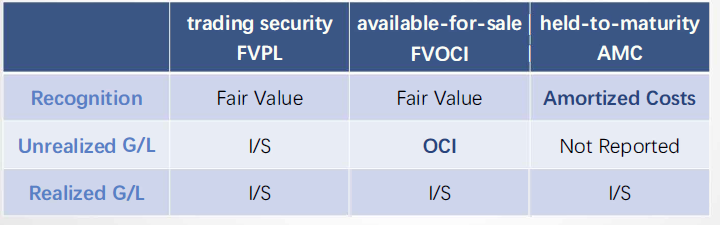 trading security available-for-sale held-to-maturity
FVPL FVOCI AMC
Recognition Fair Value Fair Value Amortized Costs
Unrealized G/L I/S OCI Not Reported
Realized G/L I/S I/S I/S